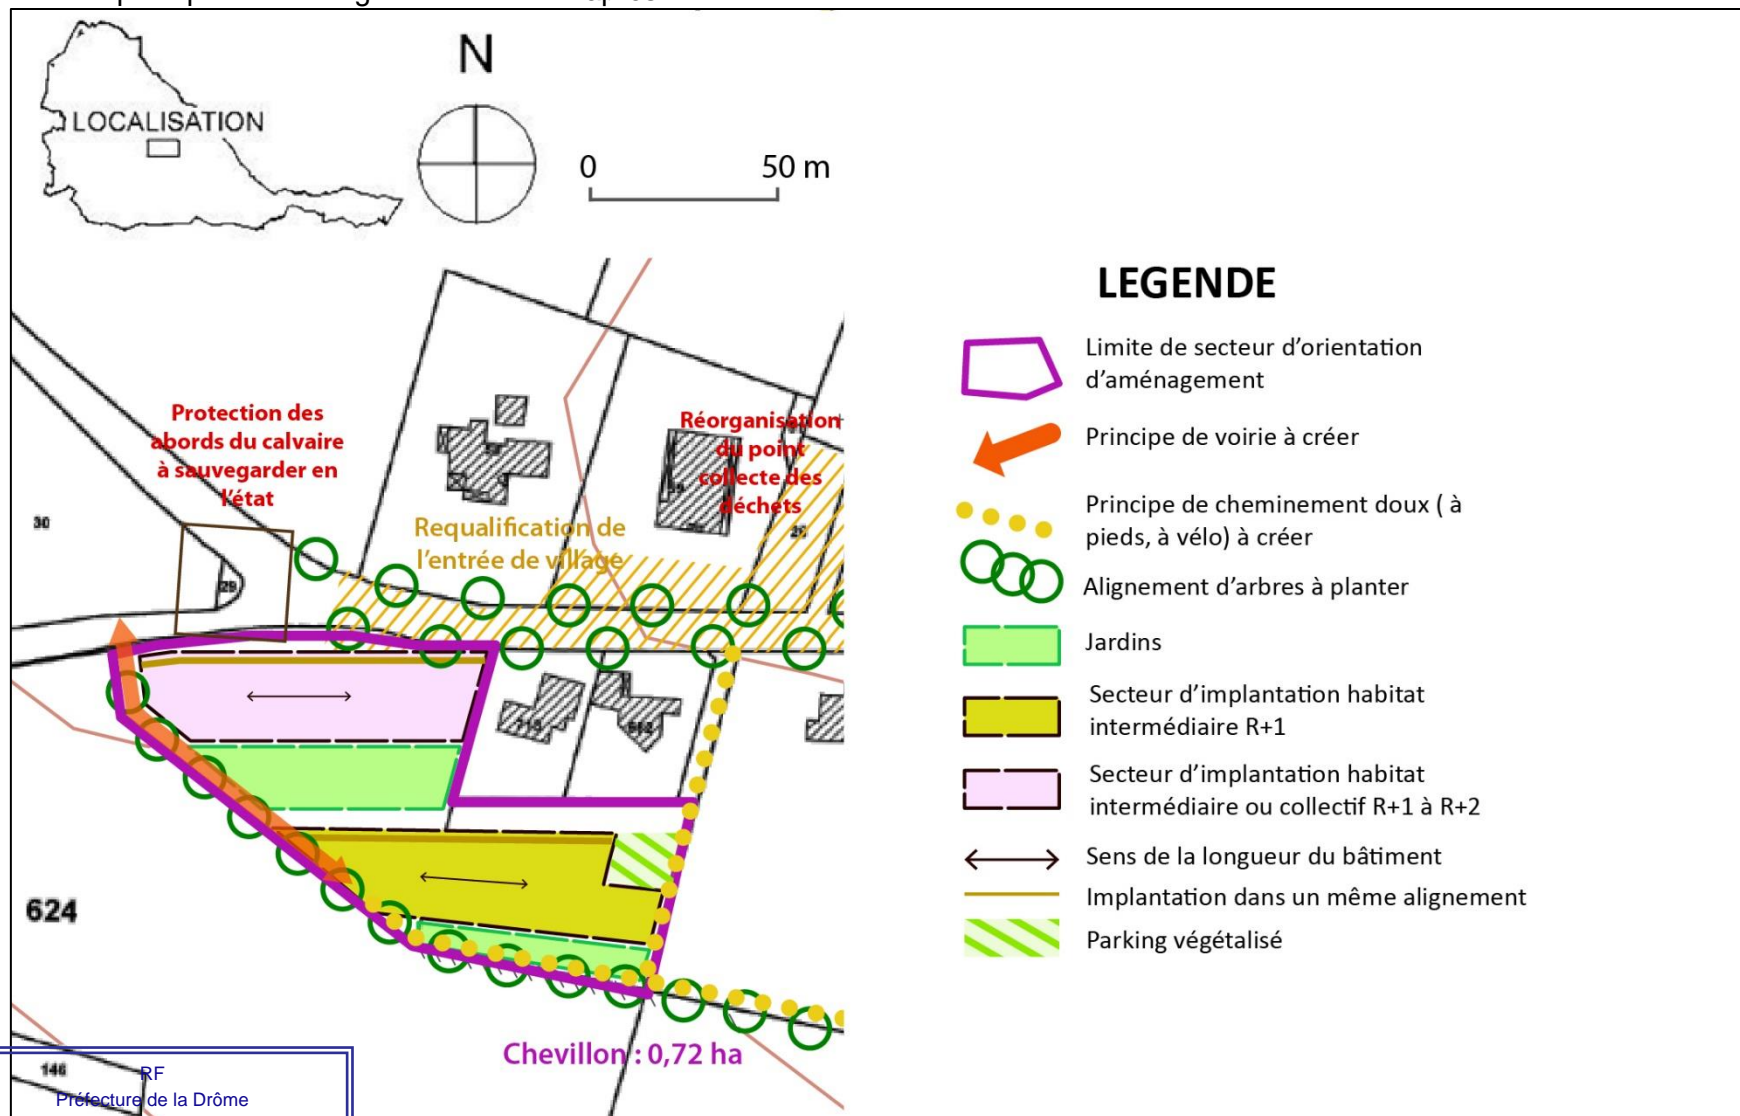 N
LOCALISATION
0 50 m
LEGENDE
Limite de secteur d'orientation
d'aménagement
Principe de voirie à créer
Principe de cheminement doux ( à
pieds, à vélo) à créer
Alignement d'arbres à planter
Jardins
Secteur d'implantation habitat
intermédiaire R+1
Secteur d'implantation habitat
intermédiaire ou collectif R+1 à R+2
Sens de la longueur du bâtiment
Implantation dans un même alignement
Parking végétalisé
Protection des
abords du calvaire
à sauvegarder en
l'état
Réorganisation
du point
collecte des
déchets
Requalification de
l'entrée de village
30
29
624
Chevillon : 0,72 ha
146
RF
Préfecture de la Drôme